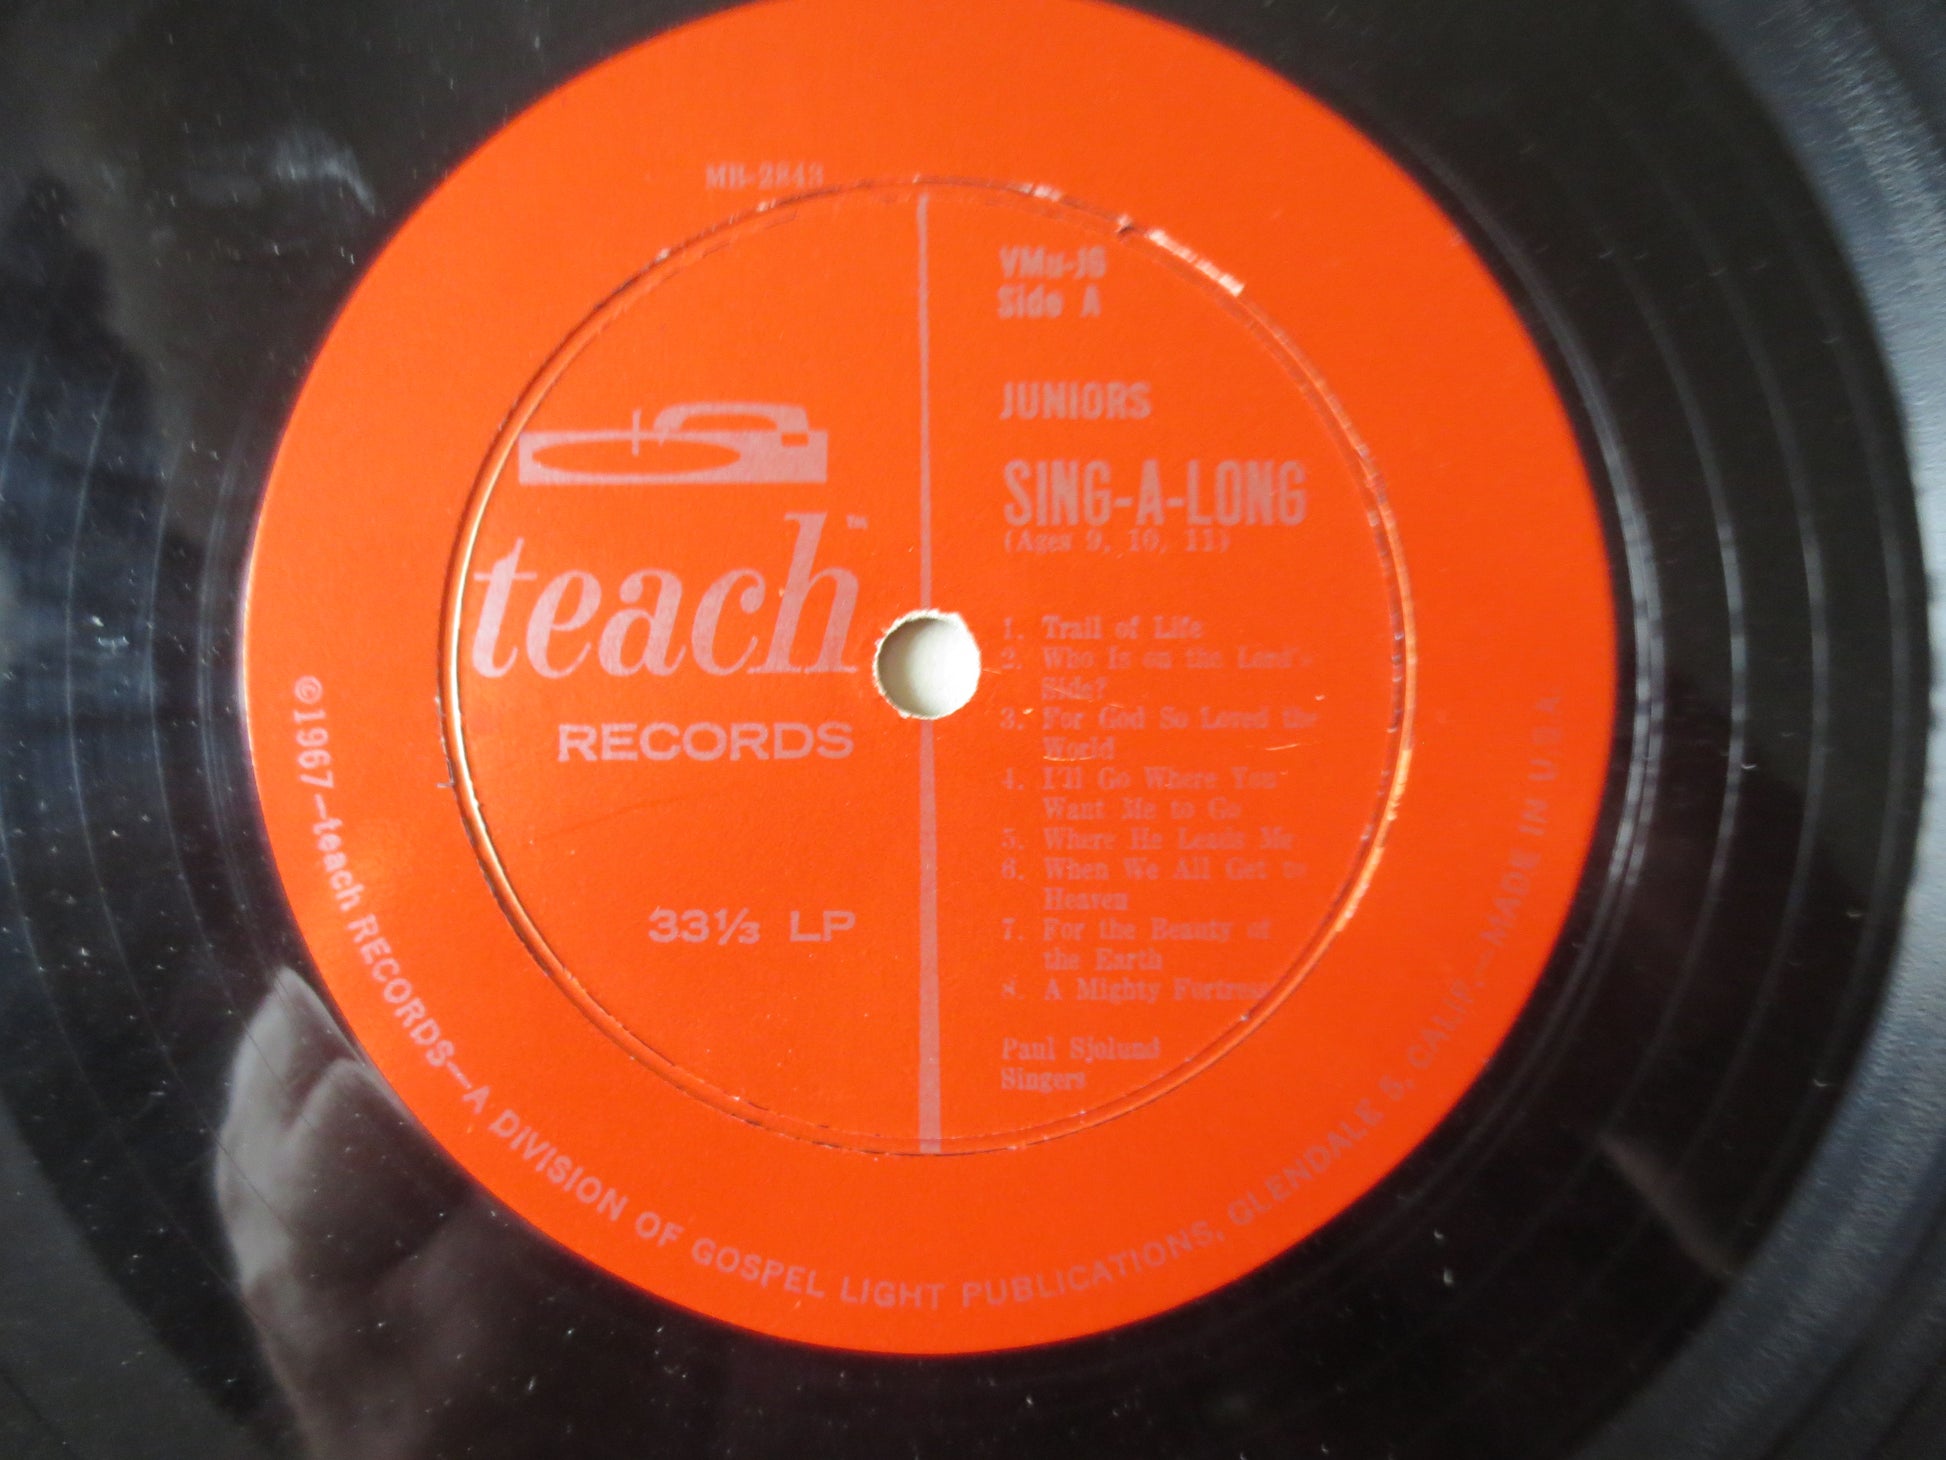 MB-2843
VMu-J6
Side A
JUNIORS
SING-A-LONG
(Ages 9, 10, 11)
teach™
RECORDS
33⅓ LP
1. Trail of Life
2. Who Is on the Lord's
Side?
3. For God So Loved the
World
4. I'll Go Where You
Want Me to Go
5. Where He Leads Me
6. When We All Get to
Heaven
7. For the Beauty of
the Earth
8. A Mighty Fortress
Paul Sjolund
Singers
©1967—teach RECORDS—A DIVISION OF GOSPEL LIGHT PUBLICATIONS, GLENDALE 5, CALIF.—MADE IN U.S.A.